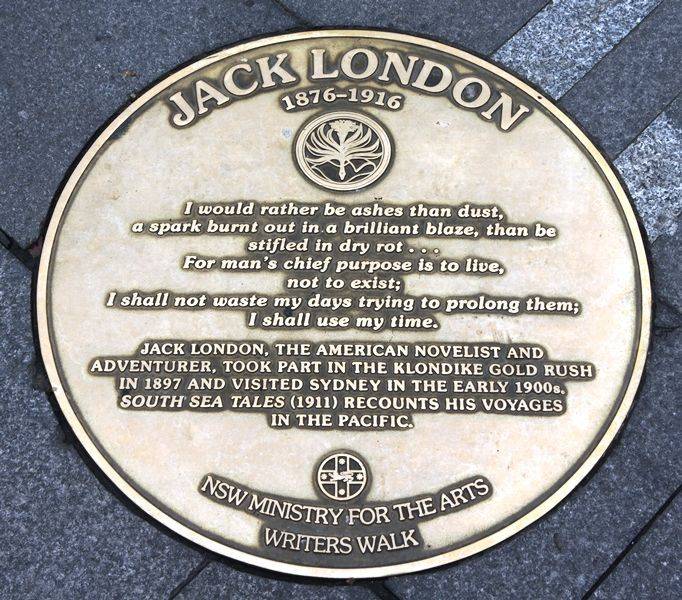 JACK LONDON
1876–1916
I would rather be ashes than dust,
a spark burnt out in a brilliant blaze, than be
stifled in dry rot . . .
For man's chief purpose is to live,
not to exist;
I shall not waste my days trying to prolong them;
I shall use my time.
JACK LONDON, THE AMERICAN NOVELIST AND
ADVENTURER, TOOK PART IN THE KLONDIKE GOLD RUSH
IN 1897 AND VISITED SYDNEY IN THE EARLY 1900s.
SOUTH SEA TALES (1911) RECOUNTS HIS VOYAGES
IN THE PACIFIC.
NSW MINISTRY FOR THE ARTS
WRITERS WALK